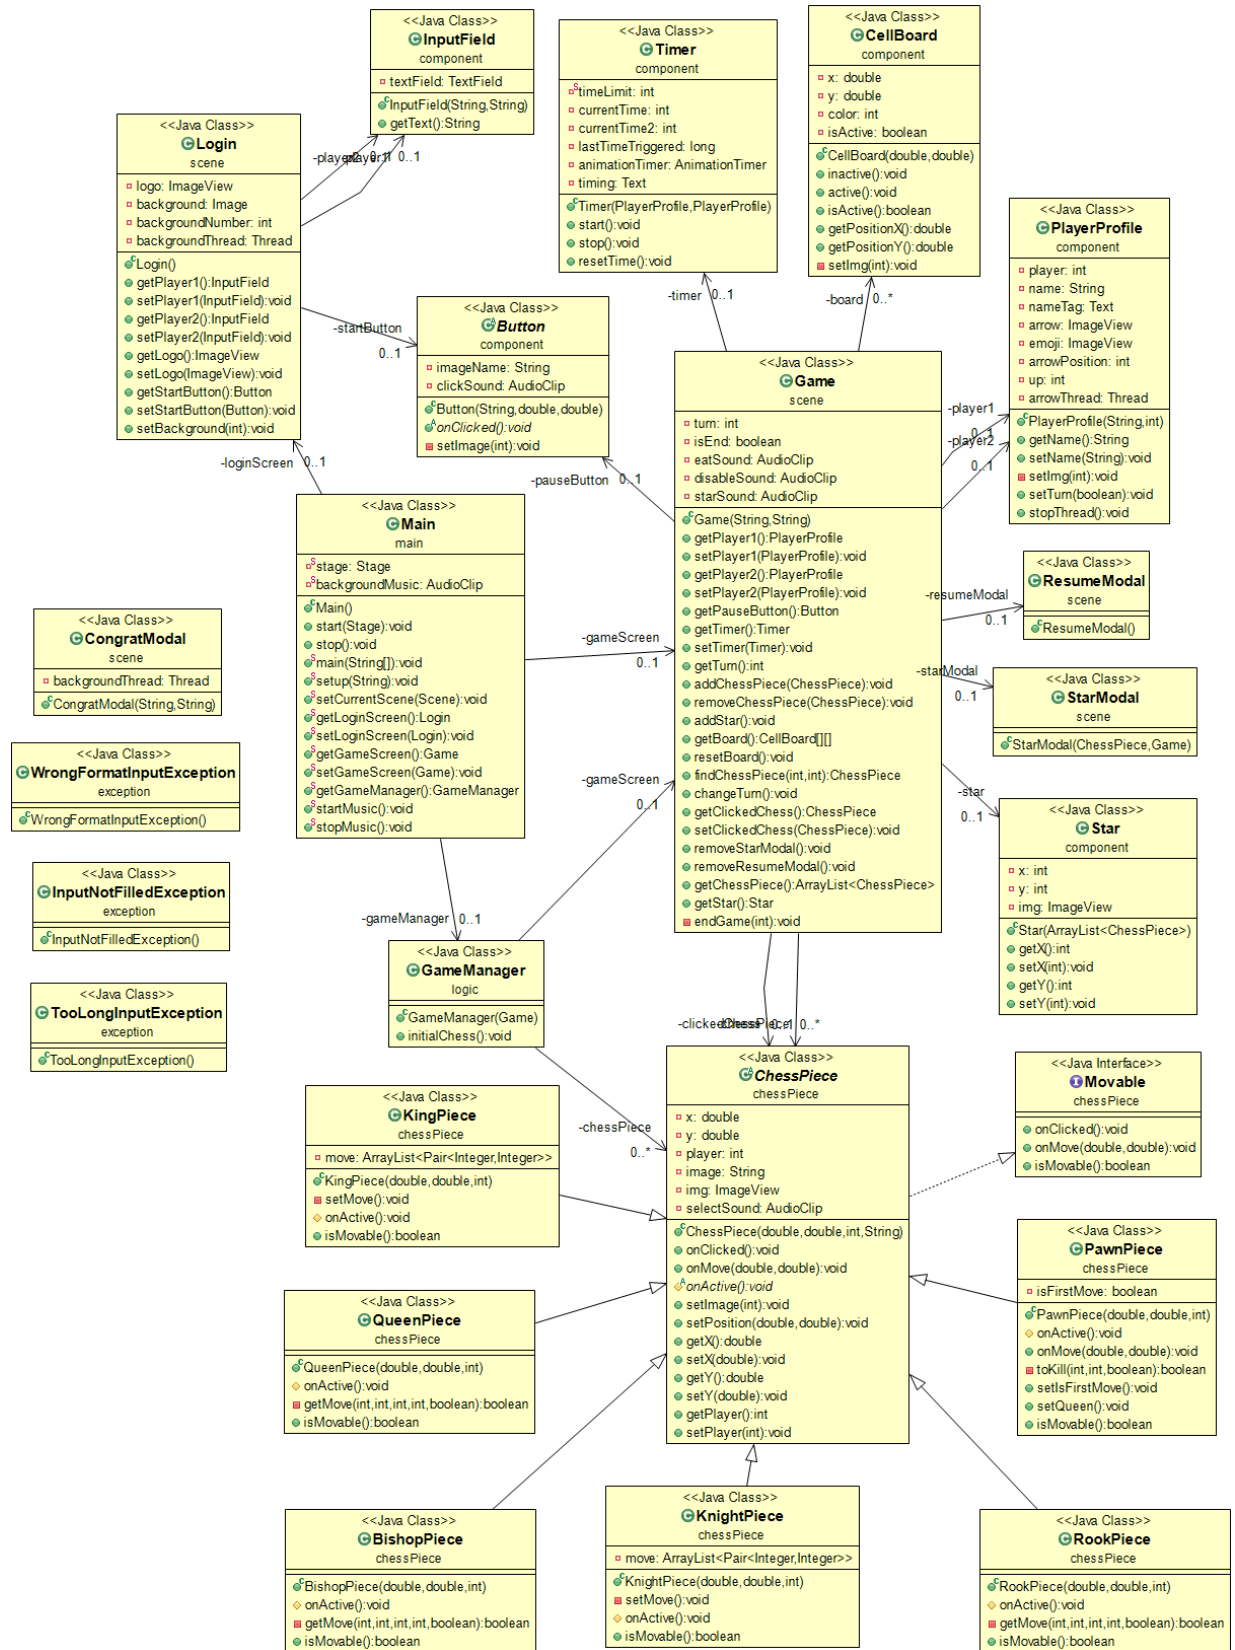 <<Java Class>>
InputField
component
textField: TextField
InputField(String,String)
getText():String
<<Java Class>>
Timer
component
timeLimit: int
currentTime: int
currentTime2: int
lastTimeTriggered: long
animationTimer: AnimationTimer
timing: Text
Timer(PlayerProfile,PlayerProfile)
start():void
stop():void
resetTime():void
<<Java Class>>
CellBoard
component
x: double
y: double
color: int
isActive: boolean
CellBoard(double,double)
inactive():void
active():void
isActive():boolean
getPositionX():double
getPositionY():double
setImg(int):void
<<Java Class>>
Login
scene
logo: ImageView
background: Image
backgroundNumber: int
backgroundThread: Thread
Login()
getPlayer1():InputField
setPlayer1(InputField):void
getPlayer2():InputField
setPlayer2(InputField):void
getLogo():ImageView
setLogo(ImageView):void
getStartButton():Button
setStartButton(Button):void
setBackground(int):void
-player2
-player1
0..1
0..1
<<Java Class>>
PlayerProfile
component
player: int
name: String
nameTag: Text
arrow: ImageView
emoji: ImageView
arrowPosition: int
up: int
arrowThread: Thread
PlayerProfile(String,int)
getName():String
setName(String):void
setImg(int):void
setTurn(boolean):void
stopThread():void
-timer 0..1
-board 0..*
-startButton
0..1
<<Java Class>>
Button
component
imageName: String
clickSound: AudioClip
Button(String,double,double)
onClicked():void
setImage(int):void
<<Java Class>>
Game
scene
turn: int
isEnd: boolean
eatSound: AudioClip
disableSound: AudioClip
starSound: AudioClip
Game(String,String)
getPlayer1():PlayerProfile
setPlayer1(PlayerProfile):void
getPlayer2():PlayerProfile
setPlayer2(PlayerProfile):void
getPauseButton():Button
getTimer():Timer
setTimer(Timer):void
getTurn():int
addChessPiece(ChessPiece):void
removeChessPiece(ChessPiece):void
addStar():void
getBoard():CellBoard[][]
resetBoard():void
findChessPiece(int,int):ChessPiece
changeTurn():void
getClickedChess():ChessPiece
setClickedChess(ChessPiece):void
removeStarModal():void
removeResumeModal():void
getChessPiece():ArrayList<ChessPiece>
getStar():Star
endGame(int):void
-player1
0..1
-player2
0..1
-loginScreen 0..1
-pauseButton 0..1
<<Java Class>>
Main
main
stage: Stage
backgroundMusic: AudioClip
Main()
start(Stage):void
stop():void
main(String[]):void
setup(String):void
setCurrentScene(Scene):void
getLoginScreen():Login
setLoginScreen(Login):void
getGameScreen():Game
setGameScreen(Game):void
getGameManager():GameManager
startMusic():void
stopMusic():void
<<Java Class>>
ResumeModal
scene
ResumeModal()
-resumeModal
0..1
<<Java Class>>
CongratModal
scene
backgroundThread: Thread
CongratModal(String,String)
-gameScreen
0..1
-starModal
0..1
<<Java Class>>
StarModal
scene
StarModal(ChessPiece,Game)
<<Java Class>>
WrongFormatInputException
exception
WrongFormatInputException()
-gameScreen
0..1
-star
0..1
<<Java Class>>
Star
component
x: int
y: int
img: ImageView
Star(ArrayList<ChessPiece>)
getX():int
setX(int):void
getY():int
setY(int):void
<<Java Class>>
InputNotFilledException
exception
InputNotFilledException()
-gameManager 0..1
<<Java Class>>
GameManager
logic
GameManager(Game)
initialChess():void
<<Java Class>>
TooLongInputException
exception
TooLongInputException()
-clickedChess
0..1
0..*
<<Java Class>>
ChessPiece
chessPiece
x: double
y: double
player: int
image: String
img: ImageView
selectSound: AudioClip
ChessPiece(double,double,int,String)
onClicked():void
onMove(double,double):void
onActive():void
setImage(int):void
setPosition(double,double):void
getX():double
setX(double):void
getY():double
setY(double):void
getPlayer():int
setPlayer(int):void
<<Java Interface>>
Movable
chessPiece
onClicked():void
onMove(double,double):void
isMovable():boolean
-chessPiece
0..*
<<Java Class>>
KingPiece
chessPiece
move: ArrayList<Pair<Integer,Integer>>
KingPiece(double,double,int)
setMove():void
onActive():void
isMovable():boolean
<<Java Class>>
PawnPiece
chessPiece
isFirstMove: boolean
PawnPiece(double,double,int)
onActive():void
onMove(double,double):void
toKill(int,int,boolean):boolean
setIsFirstMove():void
setQueen():void
isMovable():boolean
<<Java Class>>
QueenPiece
chessPiece
QueenPiece(double,double,int)
onActive():void
getMove(int,int,int,int,boolean):boolean
isMovable():boolean
<<Java Class>>
BishopPiece
chessPiece
BishopPiece(double,double,int)
onActive():void
getMove(int,int,int,int,boolean):boolean
isMovable():boolean
<<Java Class>>
KnightPiece
chessPiece
move: ArrayList<Pair<Integer,Integer>>
KnightPiece(double,double,int)
setMove():void
onActive():void
isMovable():boolean
<<Java Class>>
RookPiece
chessPiece
RookPiece(double,double,int)
onActive():void
getMove(int,int,int,int,boolean):boolean
isMovable():boolean